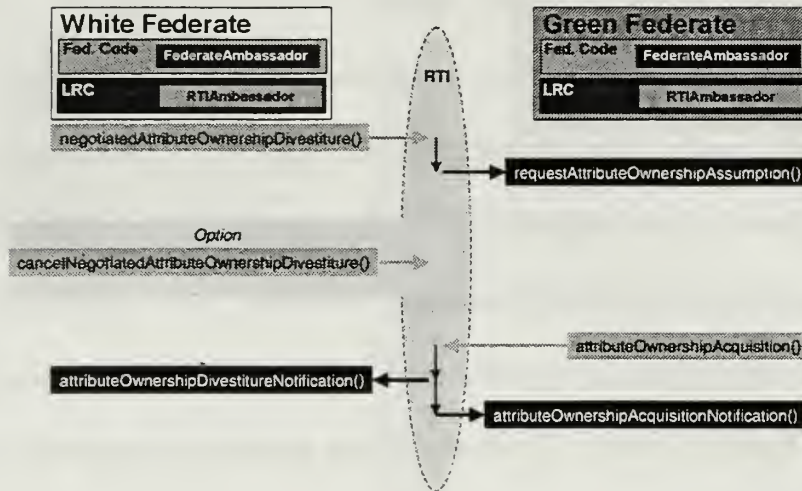 White Federate
Fed. Code
FederateAmbassador
LRC
RTIAmbassador
RTI
Green Federate
Fed. Code
FederateAmbassador
LRC
RTIAmbassador
negotiatedAttributeOwnershipDivestiture()
requestAttributeOwnershipAssumption()
Option
cancelNegotiatedAttributeOwnershipDivestiture()
attributeOwnershipAcquisition()
attributeOwnershipDivestitureNotification()
attributeOwnershipAcquisitionNotification()